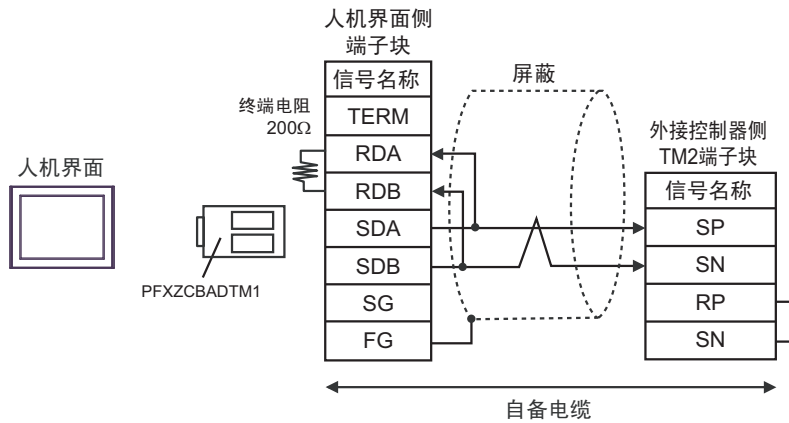 人机界面侧
端子块
信号名称
屏蔽
终端电阻
200Ω
TERM
RDA
外接控制器侧
TM2端子块
人机界面
RDB
信号名称
SDA
SP
SDB
SN
PFXZCBADTM1
SG
RP
FG
SN
自备电缆